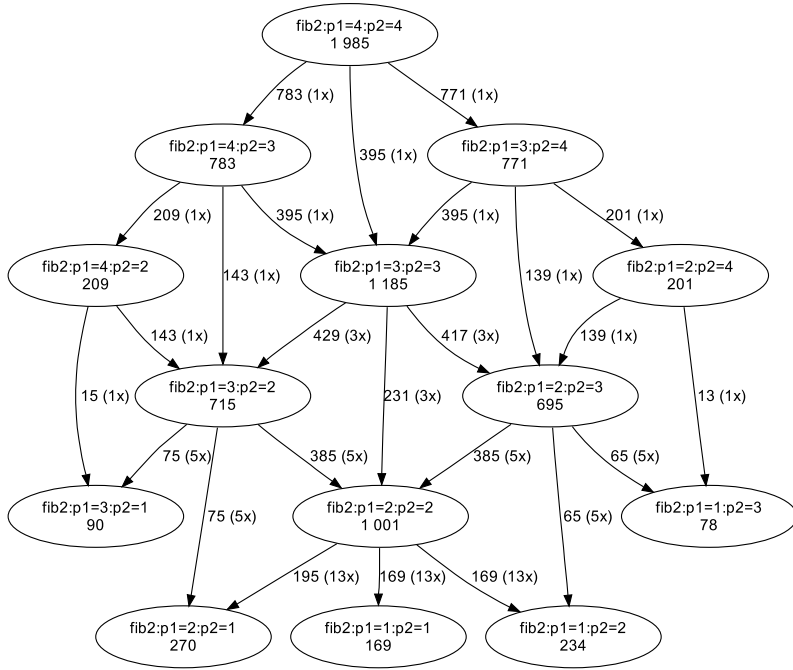 fib2:p1=4:p2=4
1 985
783 (1x)
771 (1x)
395 (1x)
fib2:p1=4:p2=3
783
fib2:p1=3:p2=4
771
209 (1x)
395 (1x)
395 (1x)
201 (1x)
fib2:p1=4:p2=2
209
143 (1x)
fib2:p1=3:p2=3
1 185
139 (1x)
fib2:p1=2:p2=4
201
143 (1x)
429 (3x)
417 (3x)
139 (1x)
15 (1x)
fib2:p1=3:p2=2
715
231 (3x)
fib2:p1=2:p2=3
695
13 (1x)
75 (5x)
385 (5x)
385 (5x)
65 (5x)
fib2:p1=3:p2=1
90
75 (5x)
fib2:p1=2:p2=2
1 001
65 (5x)
fib2:p1=1:p2=3
78
195 (13x)
169 (13x)
169 (13x)
fib2:p1=2:p2=1
270
fib2:p1=1:p2=1
169
fib2:p1=1:p2=2
234